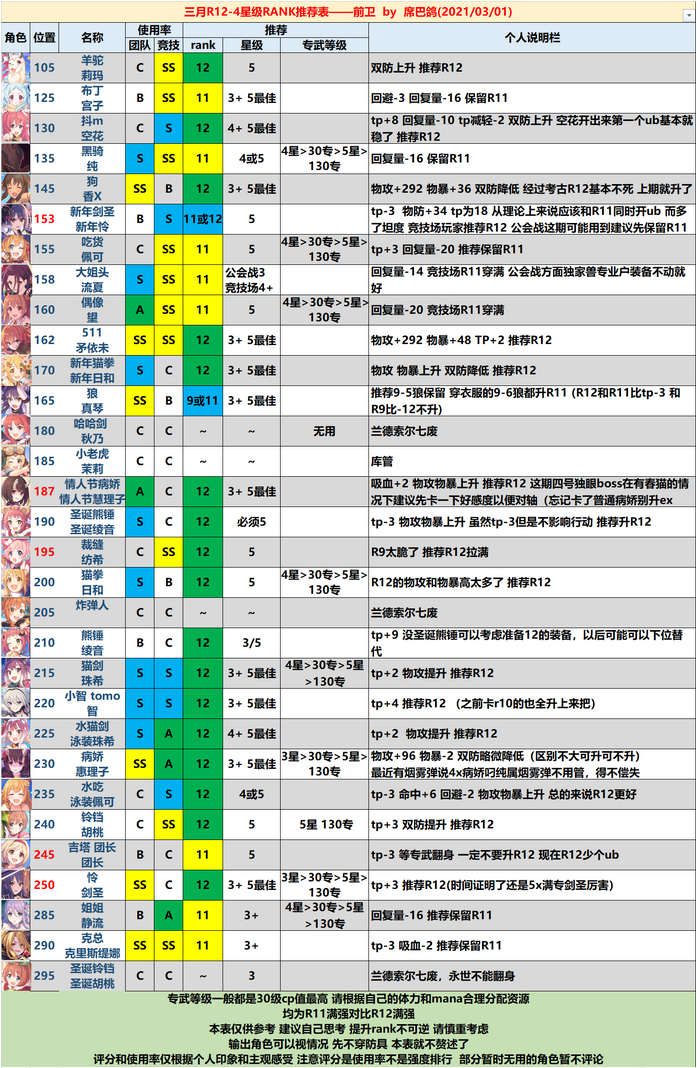 三月R12-4星级RANK推荐表——前卫 by 席巴鸽(2021/03/01)
角色 位置 名称 使用率 推荐 个人说明栏
团队 竞技 rank 星级 专武等级
105 羊驼 C SS 12 5 双防上升 推荐R12
莉玛
125 布丁 B SS 11 3+ 5最佳 回避-3 回复量-16 保留R11
宫子
130 抖m C S 12 4+ 5最佳 tp+8 回复量-10 tp减轻-2 双防上升 空花开出来第一个ub基本就
空花 稳了 推荐R12
135 黑骑 S SS 11 4或5 4星>30专>5星> 回复量-16 保留R11
纯 130专
145 狗 SS B 12 3+ 5最佳 物攻+292 物暴+36 双防降低 经过考古R12基本不死 上期就升了
香X
153 新年剑圣 B S 11或12 5 tp-3 物防+34 tp为18 从理论上来说应该和R11同时开ub 而多
新年怜 了坦度 竞技场玩家推荐R12 公会战这期可能用到建议先保留R11
155 吃货 C SS 11 5 4星>30专>5星> tp+3 回复量-20 推荐保留R11
佩可 130专
158 大姐头 S SS 11 公会战3 回复量-14 竞技场R11穿满 公会战方面独家兽专业户装备不动就
流夏 竞技场4+ 好
160 偶像 A SS 11 5 4星>30专>5星> 回复量-20 竞技场R11穿满
望 130专
162 511 SS SS 12 3+ 5最佳 物攻+292 物暴+48 TP+2 推荐R12
矛依未
170 新年猫拳 S C 12 3+ 5最佳 物攻 物暴上升 双防降低 推荐R12
新年日和
165 狼 SS B 9或11 3+ 5最佳 推荐9-5狼保留 穿衣服的9-6狼都升R11 (R12和R11比tp-3 和
真琴 R9比-12不升)
180 哈哈剑 C C ~ ~ 无用 兰德索尔七废
秋乃
185 小老虎 C C ~ ~ 库管
茉莉
187 情人节病娇 A C 12 3+ 5最佳 吸血+2 物攻物暴上升 推荐R12 这期四号独眼boss在有春猫的情
情人节慧理子 况下建议先卡一下好感度以便对轴（忘记卡了普通病娇别升ex
190 圣诞熊锤 S C 12 必须5 tp-3 物攻物暴上升 虽然tp-3但是不影响行动 推荐升R12
圣诞绫音
195 裁缝 C SS 12 5 R9太脆了 推荐R12拉满
纺希
200 猫拳 S B 12 5 4星>30专>5星> R12的物攻和物暴高太多了 推荐R12
日和 130专
205 炸弹人 C C ~ ~ 兰德索尔七废
210 熊锤 B C 12 3/5 tp+9 没圣诞熊锤可以考虑准备12的装备，以后可能可以下位替
绫音 代
215 猫剑 S S 12 3+ 5最佳 4星>30专>5星 tp+2 物攻提升 推荐R12
珠希 >130专
220 小智 tomo S S 12 3+ 5最佳 tp+4 推荐R12 （之前卡r10的也全升上来把）
智
225 水猫剑 S A 12 4+ 5最佳 tp+2 物攻提升 推荐R12
泳装珠希
230 病娇 SS A 12 3+ 5最佳 3星>30专>5星> 物攻+96 物暴-2 双防略微降低（区别不大可升可不升）
惠理子 130专 最近有烟雾弹说4x病娇叼纯属烟雾弹不用管，得不偿失
235 水吃 C S 12 4或5 tp-3 命中+6 回避-2 物攻物暴上升 总的来说R12更好
泳装佩可
240 铃铛 C SS 12 5 5星 130专 tp+3 双防提升 推荐R12
胡桃
245 吉塔 团长 B C 11 5 tp-3 等专武翻身 一定不要升R12 现在R12少个ub
团长
250 怜 SS C 12 3+ 5最佳 3星>30专>5星> tp+3 推荐R12(时间证明了还是5x满专剑圣厉害)
剑圣 130专
285 姐姐 B A 11 3+ 4星>30专>5星 回复量-16 推荐保留R11
静流 >130专
290 克总 SS SS 11 3+ tp-3 吸血-2 推荐保留R11
克里斯缇娜
295 圣诞铃铛 C C ~ 3 兰德索尔七废，永世不能翻身
圣诞胡桃
专武等级一般都是30级cp值最高 请根据自己的体力和mana合理分配资源
均为R11满强对比R12满强
本表仅供参考 建议自己思考 提升rank不可逆 请慎重考虑
输出角色可以视情况 先不穿防具 本表就不赘述了
评分和使用率仅根据个人印象和主观感受 注意评分是使用率不是强度排行 部分暂时无用的角色暂不评论